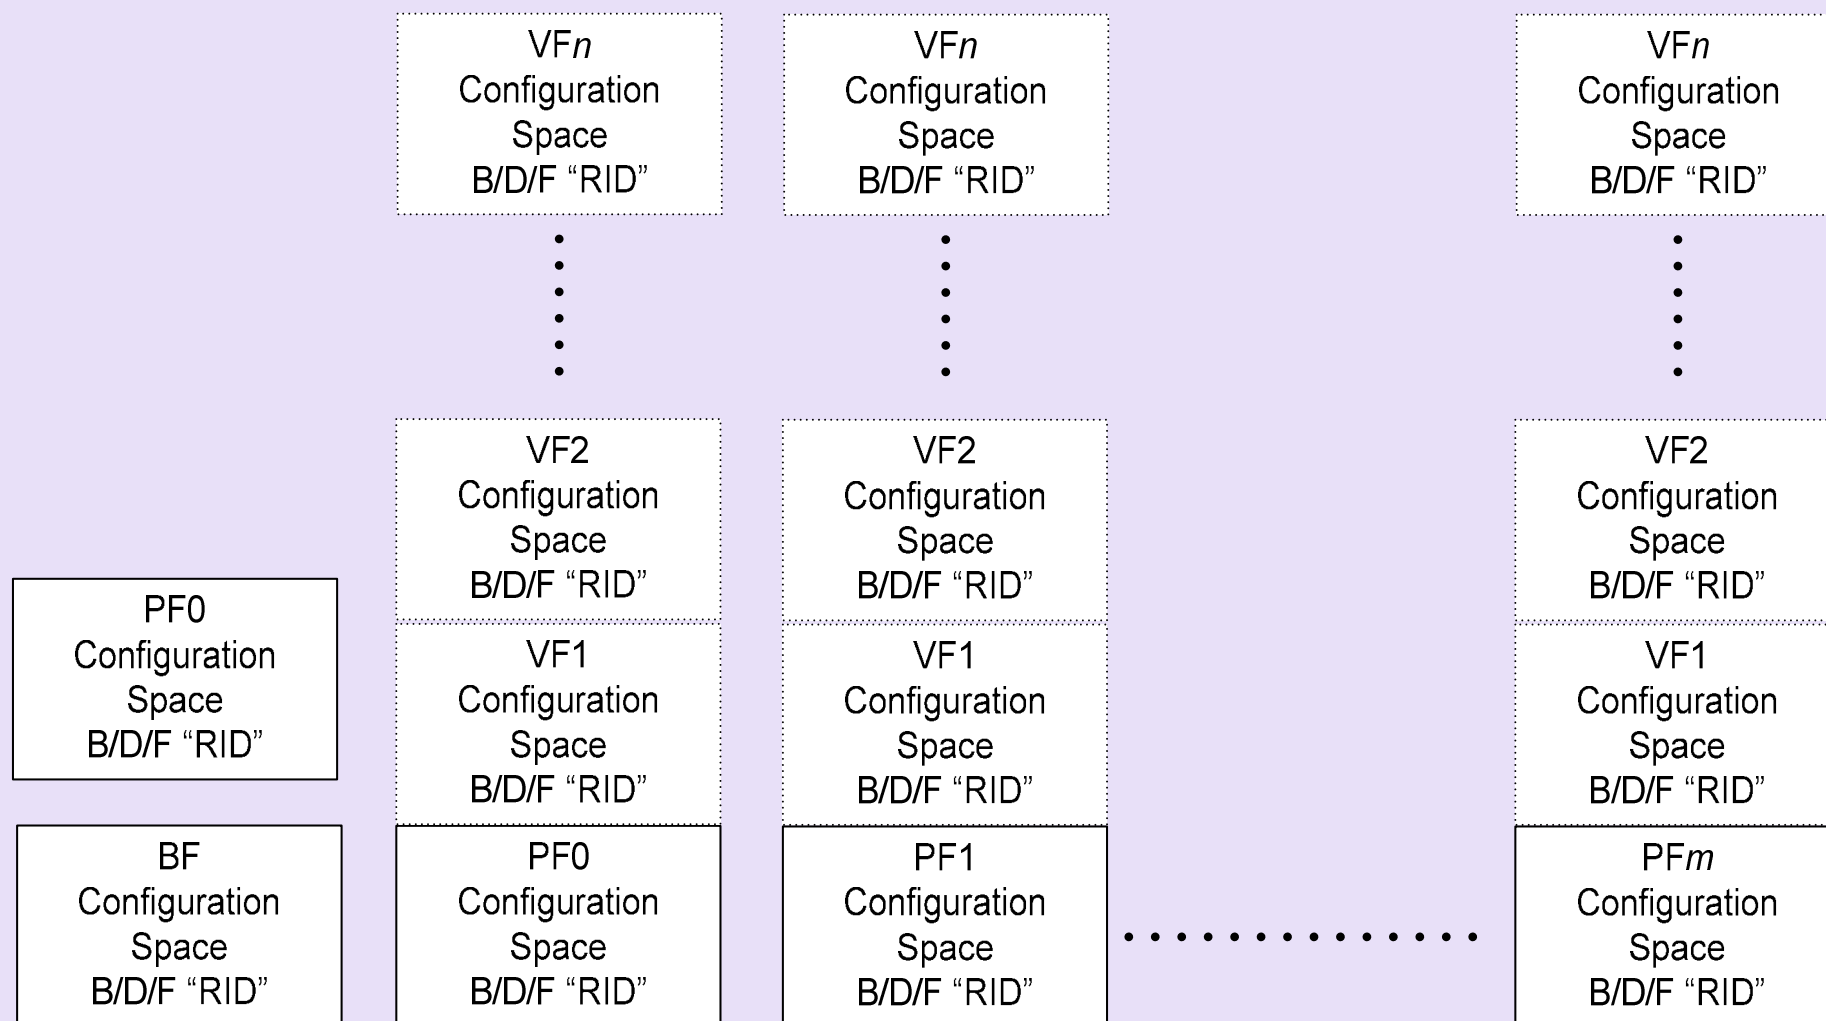 VFn
Configuration
Space
B/D/F “RID”
VFn
Configuration
Space
B/D/F “RID”
VFn
Configuration
Space
B/D/F “RID”
VF2
Configuration
Space
B/D/F “RID”
VF2
Configuration
Space
B/D/F “RID”
VF2
Configuration
Space
B/D/F “RID”
PF0
Configuration
Space
B/D/F “RID”
VF1
Configuration
Space
B/D/F “RID”
VF1
Configuration
Space
B/D/F “RID”
VF1
Configuration
Space
B/D/F “RID”
BF
Configuration
Space
B/D/F “RID”
PF0
Configuration
Space
B/D/F “RID”
PF1
Configuration
Space
B/D/F “RID”
PFm
Configuration
Space
B/D/F “RID”